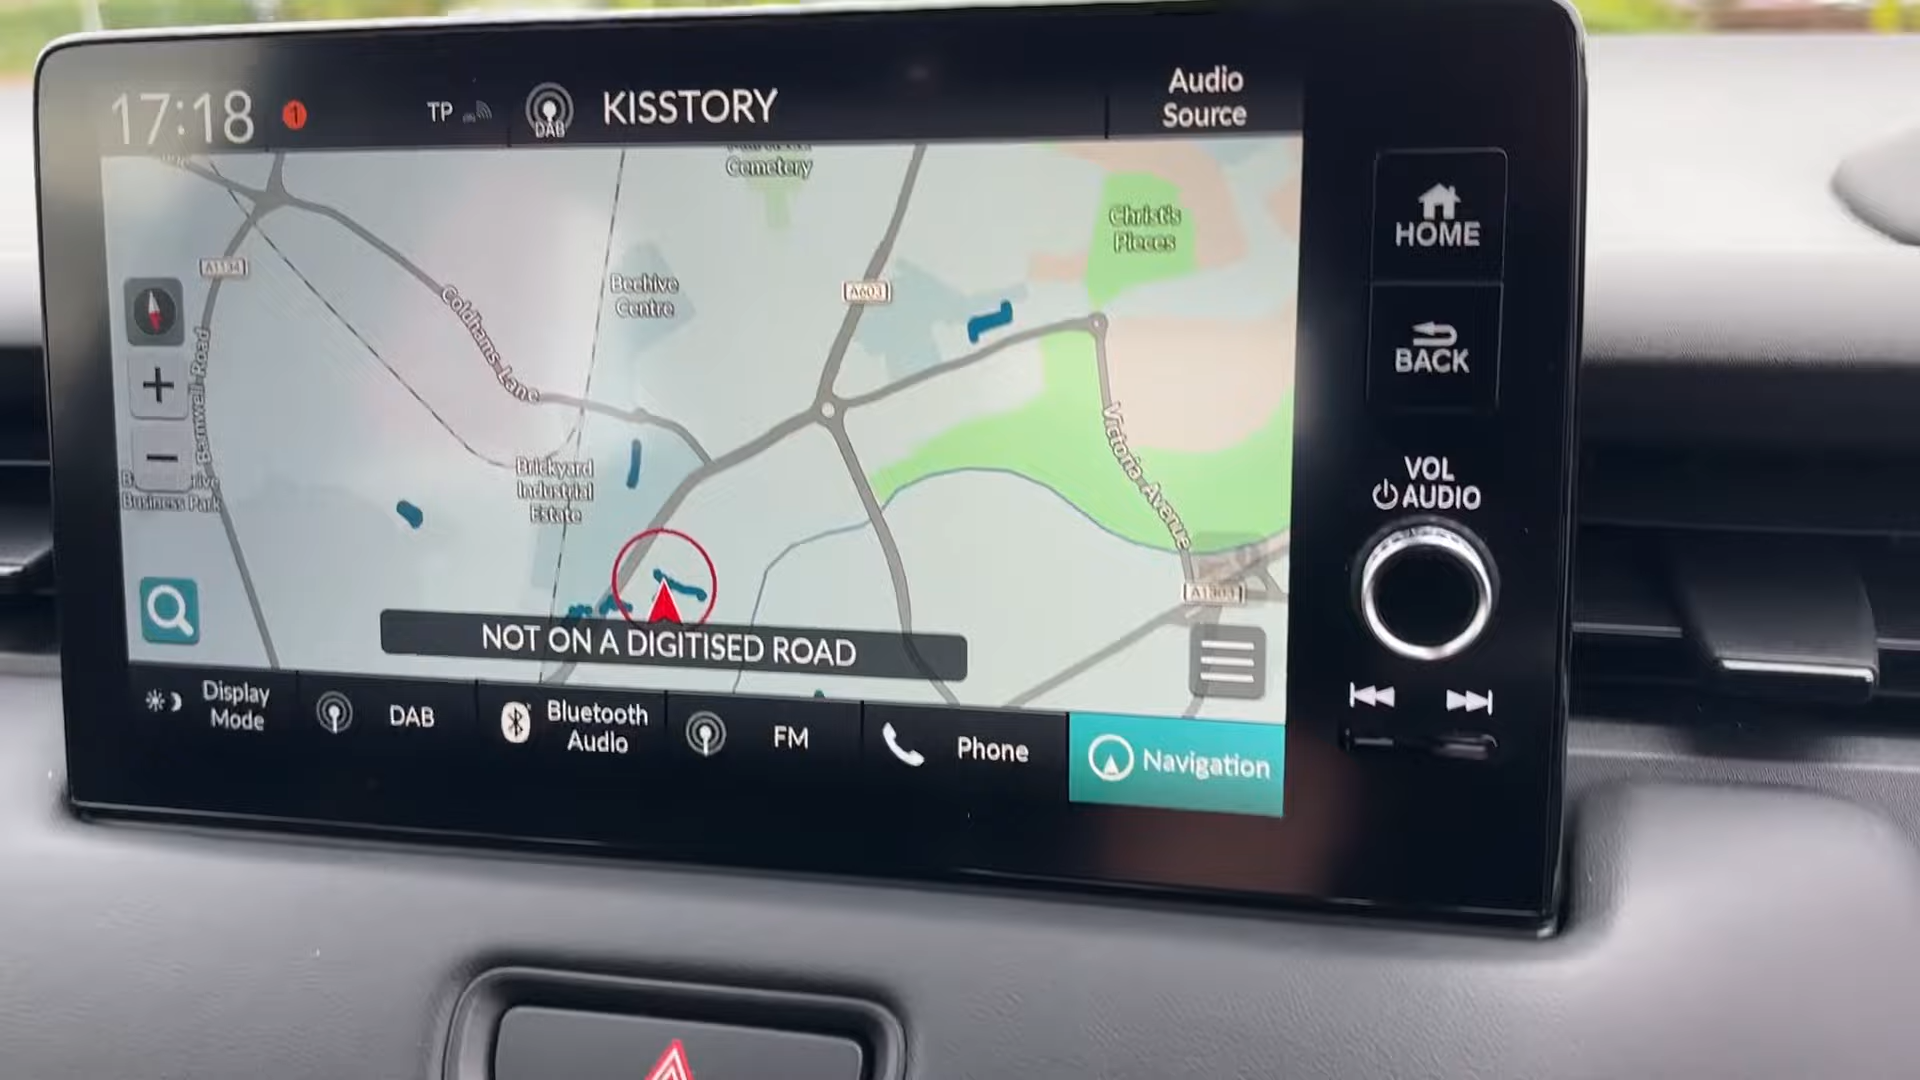 17:18
1
TP
DAB
KISSTORY
Audio
Source
Cemetery
Christ's
Pieces
HOME
A1134
Beehive
Centre
A603
Coldhams Lane
BACK
Barnwell Road
Victoria Avenue
Brickyard
Industrial
Estate
Business Park
VOL
AUDIO
A1303
NOT ON A DIGITISED ROAD
Display
Mode
DAB
Bluetooth
Audio
FM
Phone
Navigation